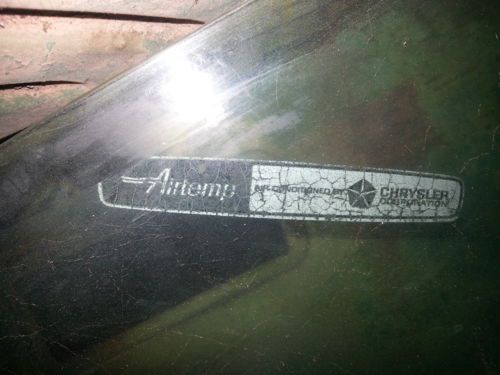 Airtemp
AIR CONDITIONED BY
CHRYSLER
CORPORATION